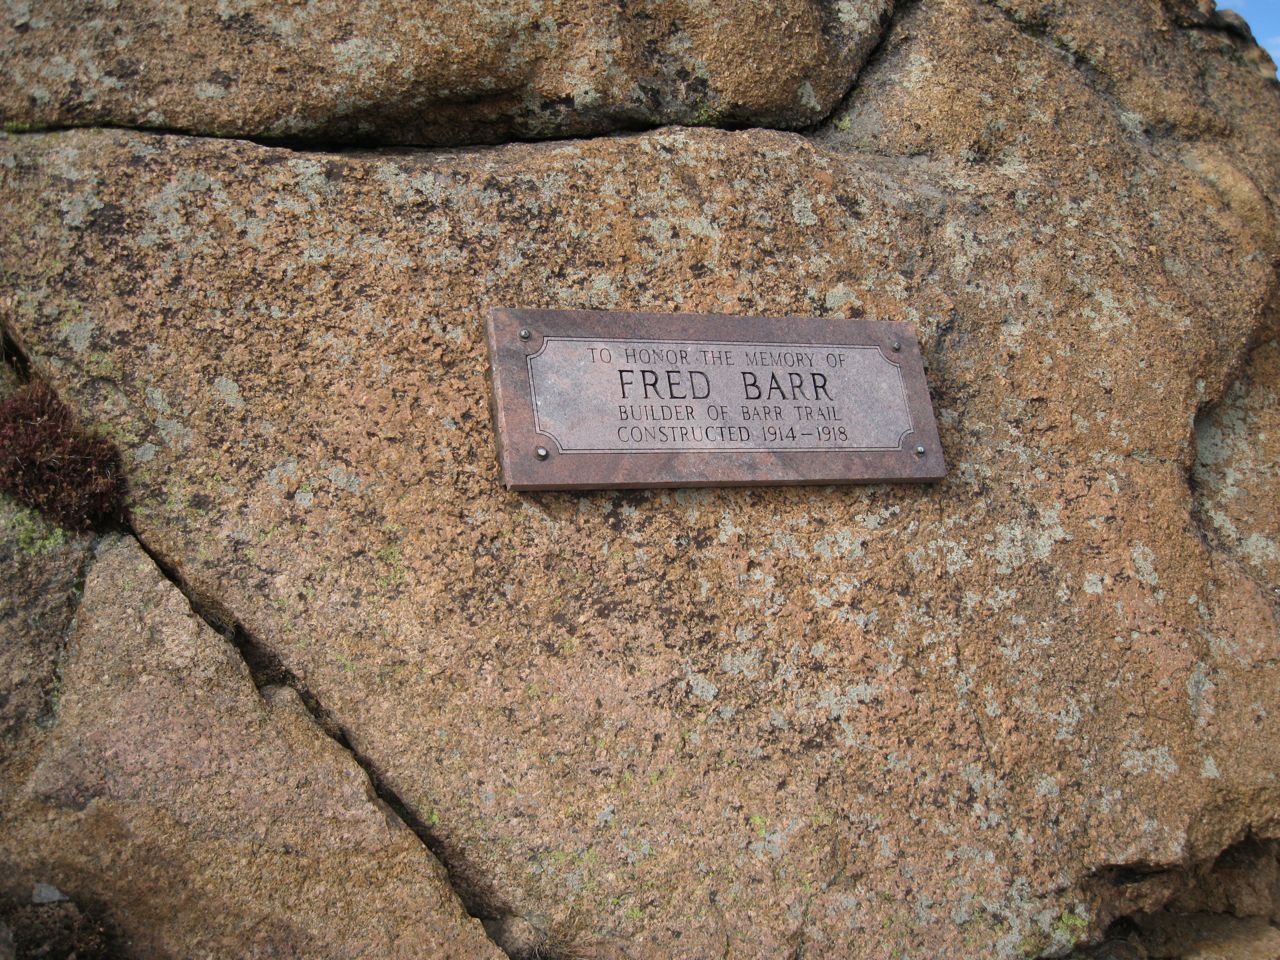 TO HONOR THE MEMORY OF
FRED BARR
BUILDER OF BARR TRAIL
CONSTRUCTED 1914-1918